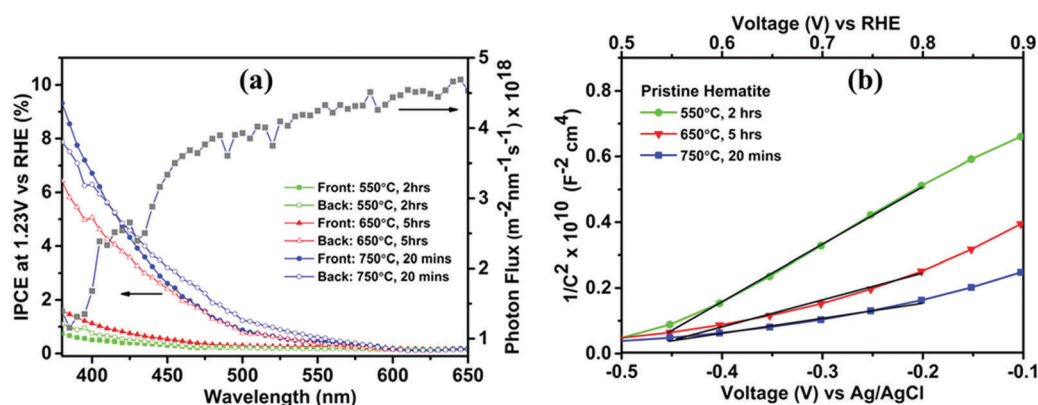 (a)
IPCE at 1.23V vs RHE (%)
10
8
6
4
2
0
400
450
500
550
600
650
Wavelength (nm)
5
4
3
2
1
Photon Flux (m-2nm-1s-1) x 1018
Front: 550°C, 2hrs
Back: 550°C, 2hrs
Front: 650°C, 5hrs
Back: 650°C, 5hrs
Front: 750°C, 20 mins
Back: 750°C, 20 mins
Voltage (V) vs RHE
0.5
0.6
0.7
0.8
0.9
(b)
Pristine Hematite
550°C, 2 hrs
650°C, 5 hrs
750°C, 20 mins
1/C2 x 1010 (F-2 cm4)
0.8
0.6
0.4
0.2
0.0
-0.5
-0.4
-0.3
-0.2
-0.1
Voltage (V) vs Ag/AgCl